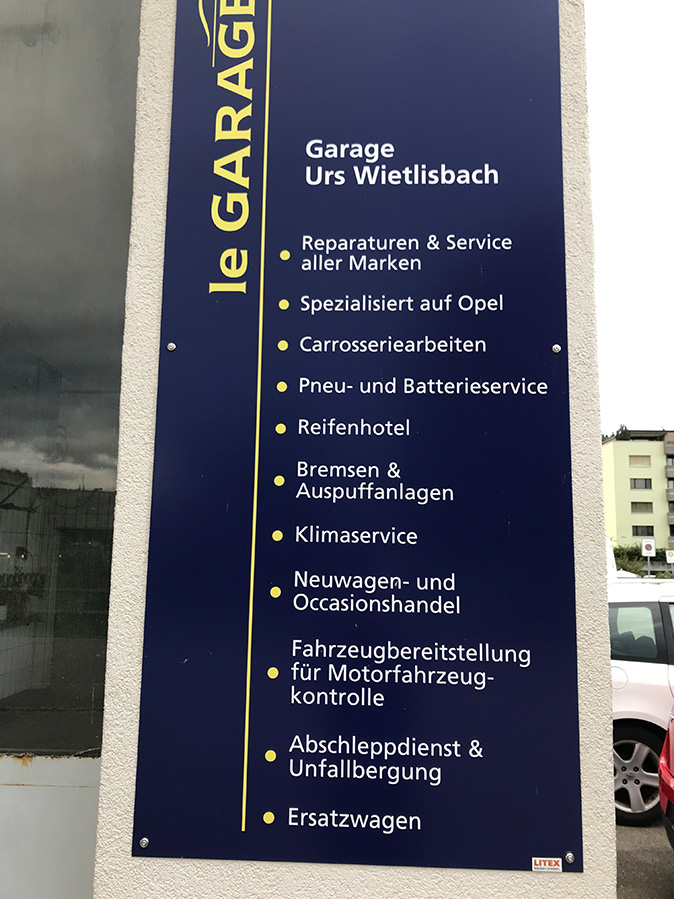 le GARAGE
Garage
Urs Wietlisbach
Reparaturen & Service
aller Marken
Spezialisiert auf Opel
Carrosseriearbeiten
Pneu- und Batterieservice
Reifenhotel
Bremsen &
Auspuffanlagen
Klimaservice
Neuwagen- und
Occasionshandel
Fahrzeugbereitstellung
für Motorfahrzeug-
kontrolle
Abschleppdienst &
Unfallbergung
Ersatzwagen
LITEX